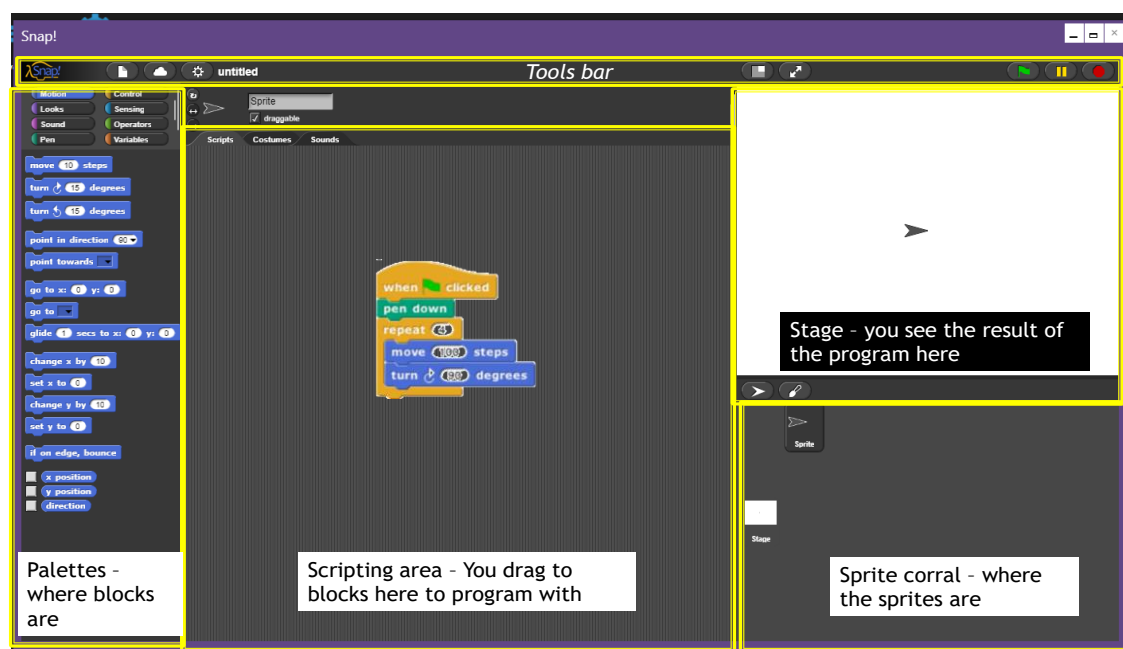 Snap!
Snap!
untitled
Tools bar
Motion
Control
Looks
Sensing
Sound
Operators
Pen
Variables
Sprite
draggable
Scripts Costumes Sounds
move 10 steps
turn 15 degrees
turn 15 degrees
point in direction 90
point towards
go to x: 0 y: 0
go to
glide 1 secs to x: 0 y: 0
change x by 10
set x to 0
change y by 10
set y to 0
if on edge, bounce
x position
y position
direction
when clicked
pen down
repeat 4
move 100 steps
turn 90 degrees
Stage – you see the result of
the program here
Sprite
Stage
Palettes –
where blocks
are
Scripting area – You drag to
blocks here to program with
Sprite corral – where
the sprites are